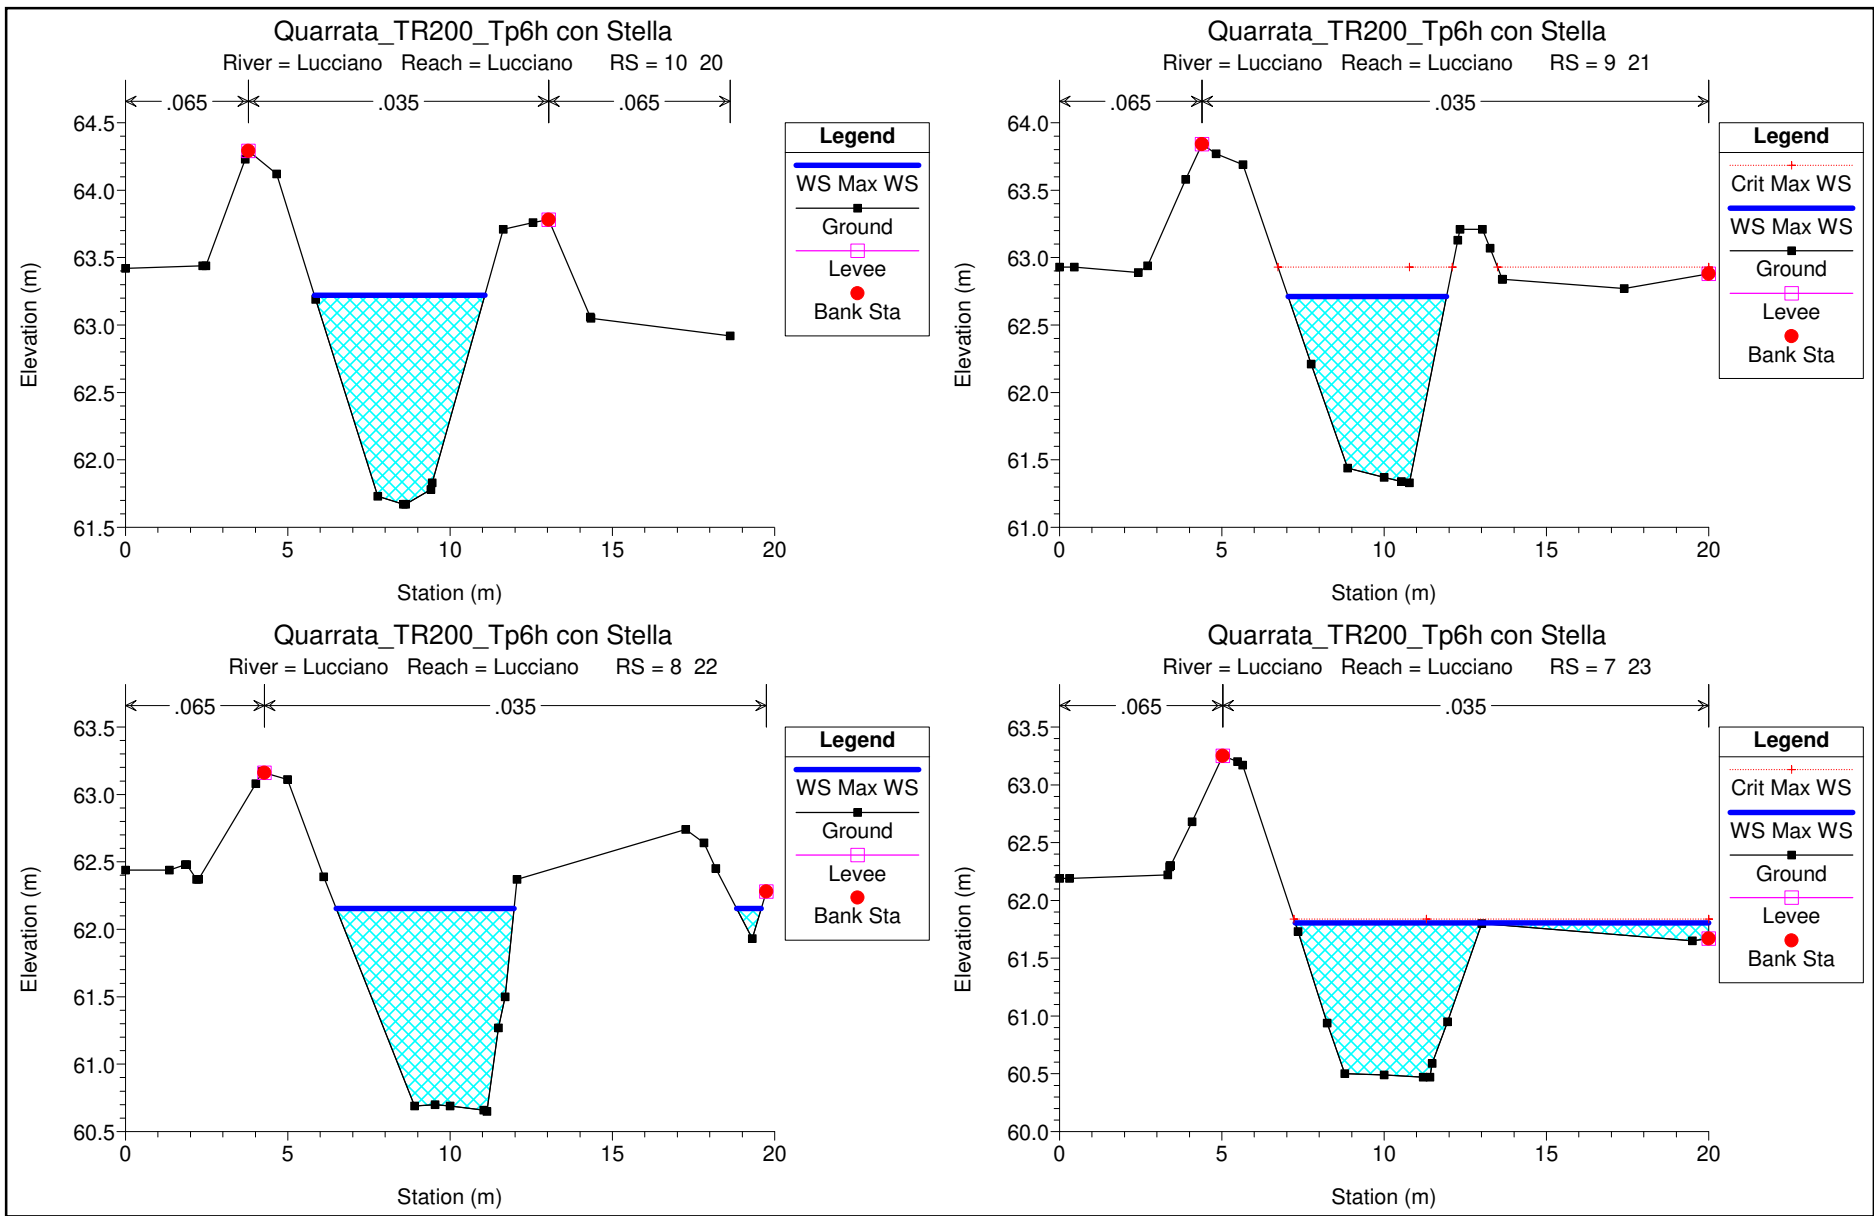 Quarrata_TR200_Tp6h con Stella
River = Lucciano Reach = Lucciano RS = 10 20
.065 .035 .065
64.5
64.0
63.5
63.0
62.5
62.0
61.5
Elevation (m)
0 5 10 15 20
Station (m)
Legend
WS Max WS
Ground
Levee
Bank Sta
Quarrata_TR200_Tp6h con Stella
River = Lucciano Reach = Lucciano RS = 9 21
.065 .035
64.0
63.5
63.0
62.5
62.0
61.5
61.0
Elevation (m)
0 5 10 15 20
Station (m)
Legend
Crit Max WS
WS Max WS
Ground
Levee
Bank Sta
Quarrata_TR200_Tp6h con Stella
River = Lucciano Reach = Lucciano RS = 8 22
.065 .035
63.5
63.0
62.5
62.0
61.5
61.0
60.5
Elevation (m)
0 5 10 15 20
Station (m)
Legend
WS Max WS
Ground
Levee
Bank Sta
Quarrata_TR200_Tp6h con Stella
River = Lucciano Reach = Lucciano RS = 7 23
.065 .035
63.5
63.0
62.5
62.0
61.5
61.0
60.5
60.0
Elevation (m)
0 5 10 15 20
Station (m)
Legend
Crit Max WS
WS Max WS
Ground
Levee
Bank Sta